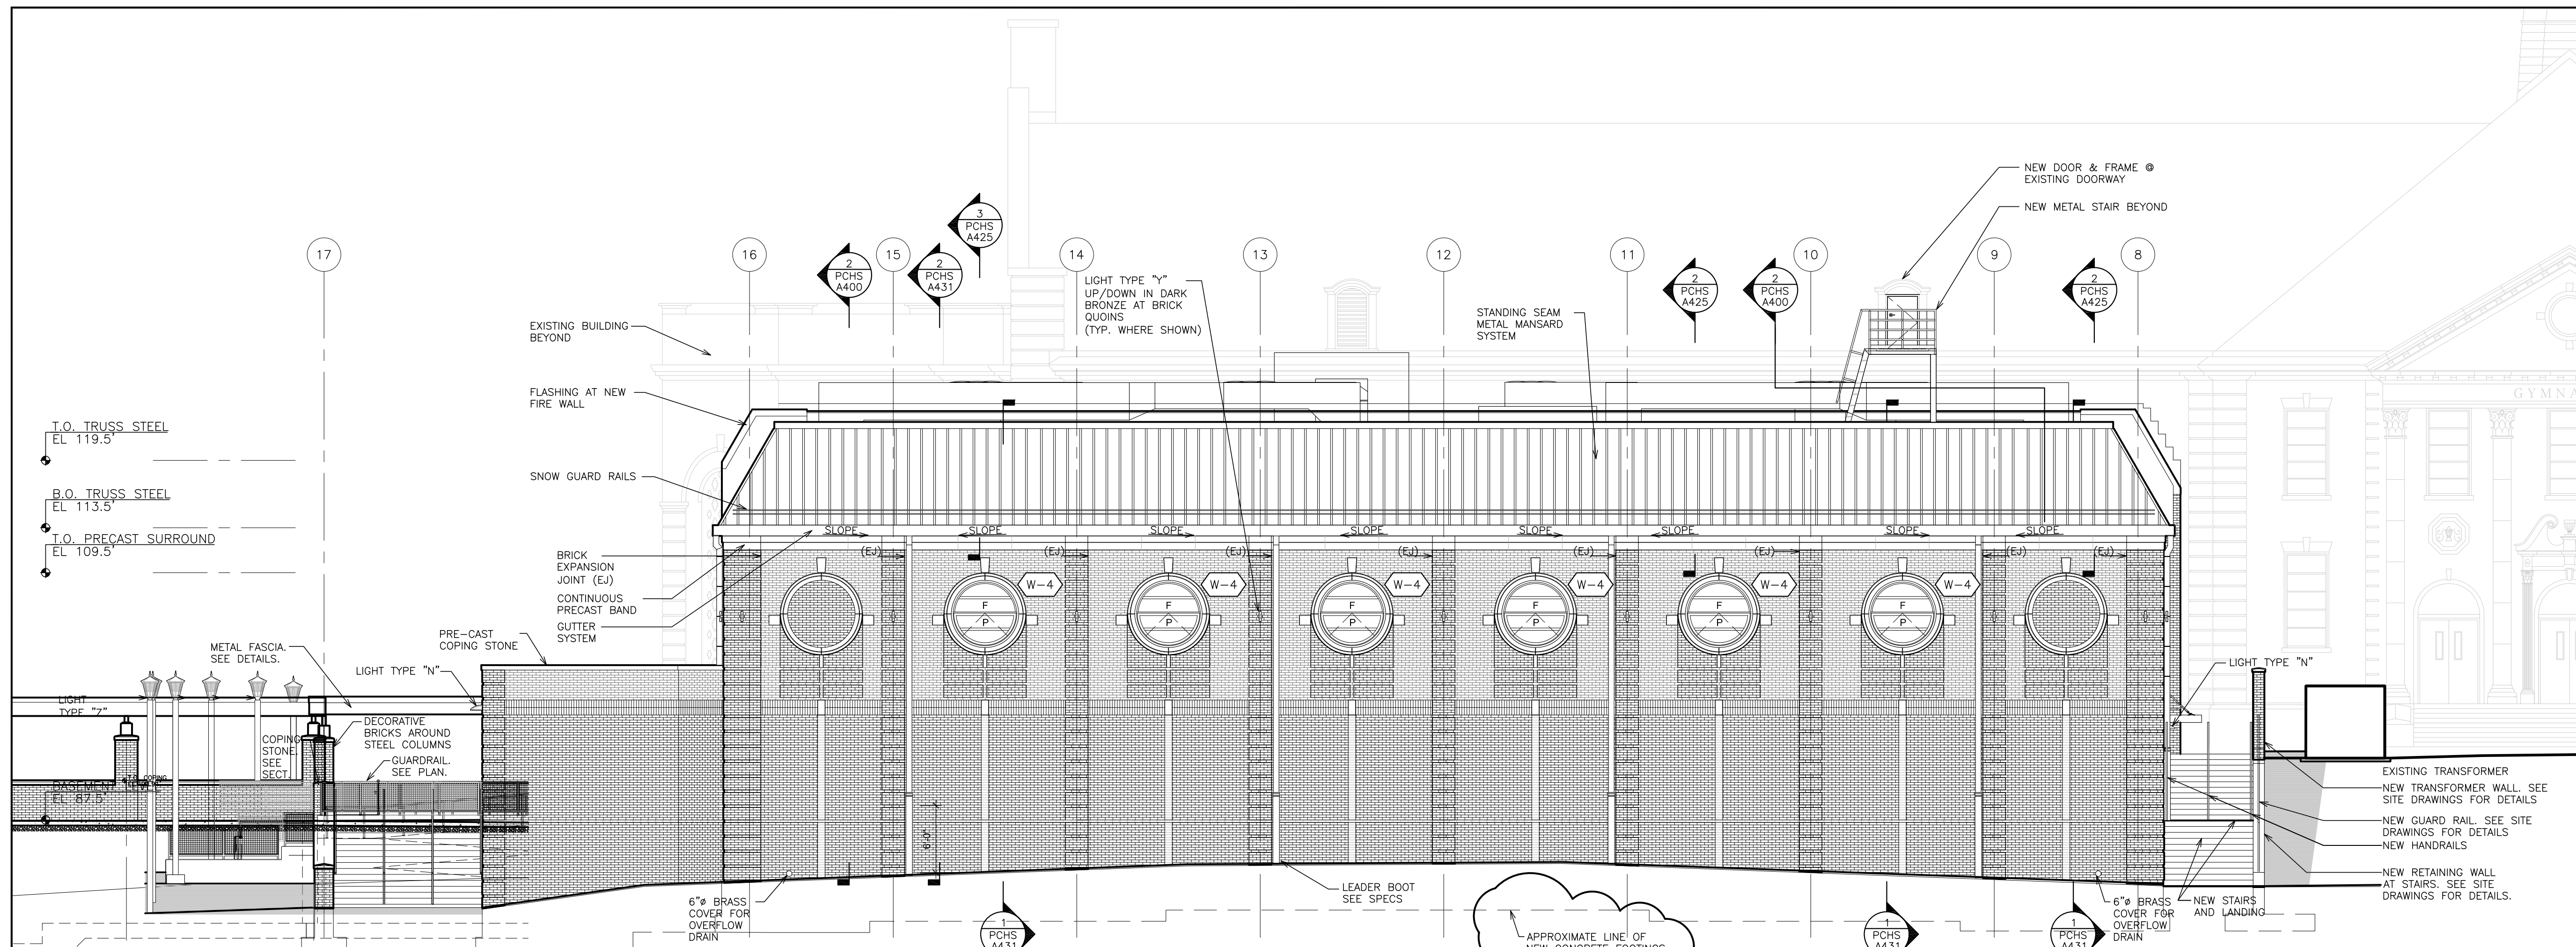 NEW DOOR & FRAME @
EXISTING DOORWAY
NEW METAL STAIR BEYOND
3
PCHS
A425
17
16
2
PCHS
A400
15
2
PCHS
A431
14
13
12
11
2
PCHS
A425
2
PCHS
A400
10
9
2
PCHS
A425
8
LIGHT TYPE "Y"
UP/DOWN IN DARK
BRONZE AT BRICK
QUOINS
(TYP. WHERE SHOWN)
STANDING SEAM
METAL MANSARD
SYSTEM
EXISTING BUILDING
BEYOND
FLASHING AT NEW
FIRE WALL
SNOW GUARD RAILS
GYMNA
T.O. TRUSS STEEL
EL 119.5'
B.O. TRUSS STEEL
EL 113.5'
T.O. PRECAST SURROUND
EL 109.5'
SLOPE
SLOPE
SLOPE
SLOPE
SLOPE
SLOPE
SLOPE
SLOPE
BRICK
EXPANSION
JOINT (EJ)
CONTINUOUS
PRECAST BAND
GUTTER
SYSTEM
(EJ)
(EJ)
(EJ)
(EJ)
(EJ)
(EJ)
(EJ)
(EJ)
W-4
W-4
W-4
W-4
W-4
W-4
F
P
F
P
F
P
F
P
F
P
F
P
PRE-CAST
COPING STONE
METAL FASCIA.
SEE DETAILS.
LIGHT TYPE "N"
LIGHT TYPE "N"
LIGHT
TYPE "Z"
DECORATIVE
BRICKS AROUND
STEEL COLUMNS
COPING
STONE.
SEE
SECT.
GUARDRAIL.
SEE PLAN.
T.O. COPING
BASEMENT
EL 87.5'
6'-0"
EXISTING TRANSFORMER
NEW TRANSFORMER WALL. SEE
SITE DRAWINGS FOR DETAILS
NEW GUARD RAIL. SEE SITE
DRAWINGS FOR DETAILS
NEW HANDRAILS
NEW RETAINING WALL
AT STAIRS. SEE SITE
DRAWINGS FOR DETAILS.
LEADER BOOT
SEE SPECS
6"ø BRASS
COVER FOR
OVERFLOW
DRAIN
6"ø BRASS
COVER FOR
OVERFLOW
DRAIN
NEW STAIRS
AND LANDING
1
PCHS
A431
APPROXIMATE LINE OF
NEW CONCRETE FOOTINGS
1
PCHS
A431
1
PCHS
A431